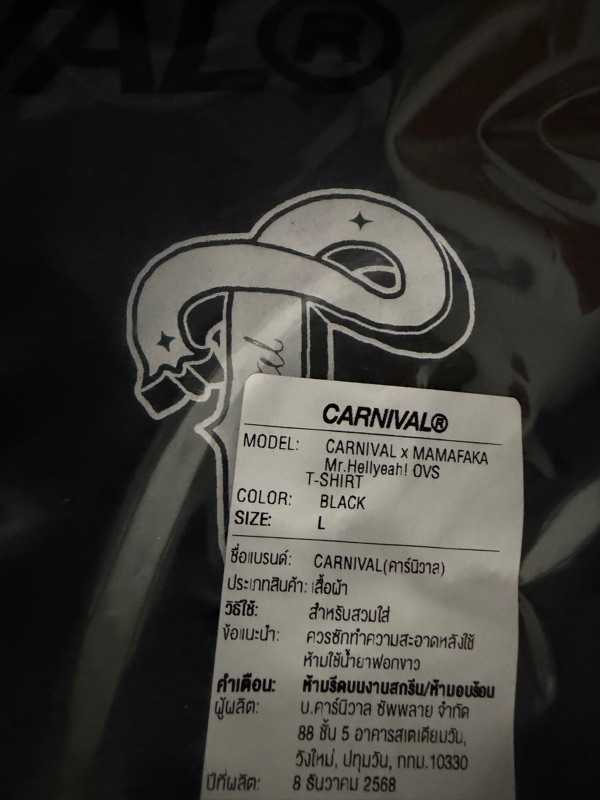 AL®
al
CARNIVAL®
MODEL: CARNIVAL x MAMAFAKA
Mr.Hellyeah! OVS
T-SHIRT
COLOR: BLACK
SIZE: L
ชื่อแบรนด์: CARNIVAL(คาร์นิวาล)
ประเภทสินค้า: เสื้อผ้า
วิธีใช้: สำหรับสวมใส่
ข้อแนะนำ: ควรซักทำความสะอาดหลังใช้
ห้ามใช้น้ำยาฟอกขาว
คำเตือน: ห้ามรีดบนงานสกรีน/ห้ามอบร้อน
ผู้ผลิต: บ.คาร์นิวาล ซัพพลาย จำกัด
88 ชั้น 5 อาคารสเตเดียมวัน,
วังใหม่, ปทุมวัน, กทม.10330
ปีที่ผลิต: 8 ธันวาคม 2568